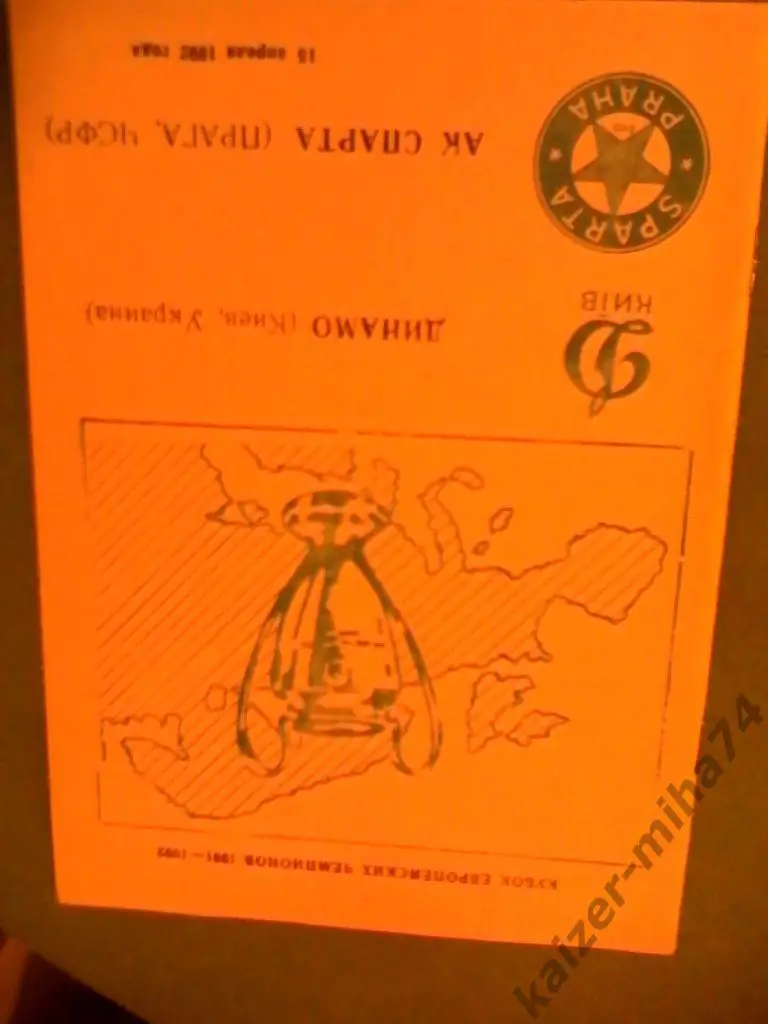 КУБОК ЕВРОПЕЙСКИХ ЧЕМПИОНОВ 1991—1992
КИЇВ
ДИНАМО (Киев, Украина)
SPARTA
PRAHA
АК СПАРТА (ПРАГА, ЧСФР)
15 апреля 1992 года
kaizer-miha74